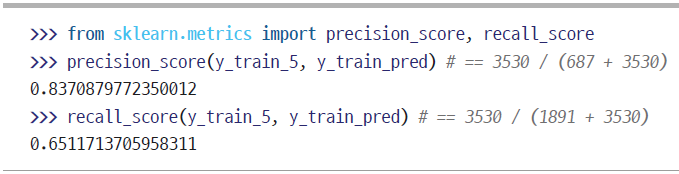 >>> from sklearn.metrics import precision_score, recall_score
>>> precision_score(y_train_5, y_train_pred) # == 3530 / (687 + 3530)
0.8370879772350012
>>> recall_score(y_train_5, y_train_pred) # == 3530 / (1891 + 3530)
0.6511713705958311